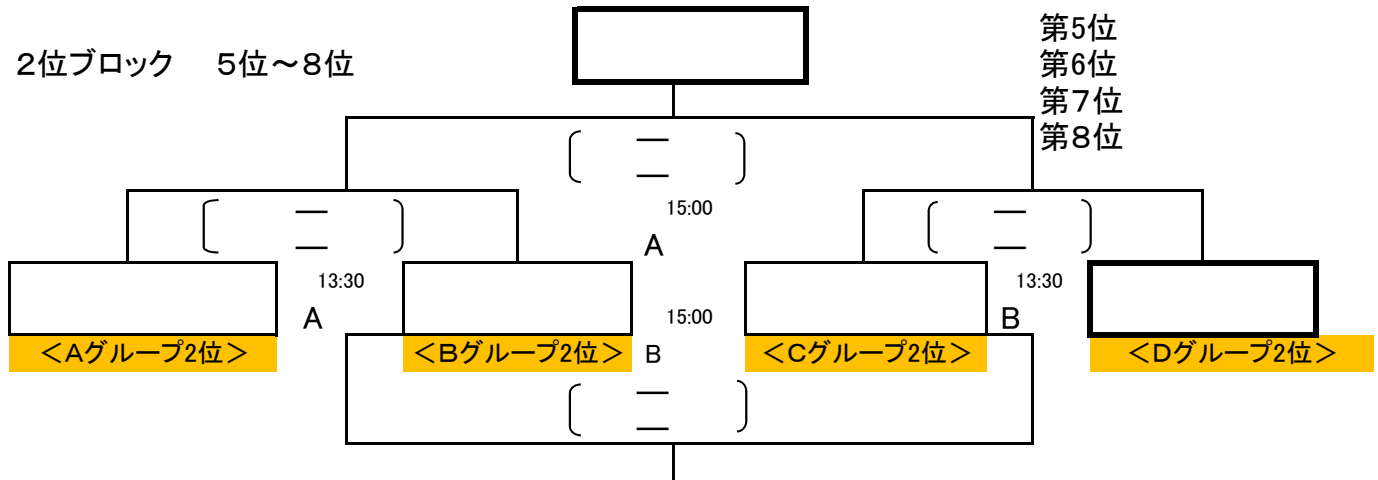 第5位
2位ブロック　5位～8位
第6位
第7位
第8位
15:00
A
13:30
13:30
A
15:00
B
＜Aグループ2位＞
＜Bグループ2位＞
B
＜Cグループ2位＞
＜Dグループ2位＞